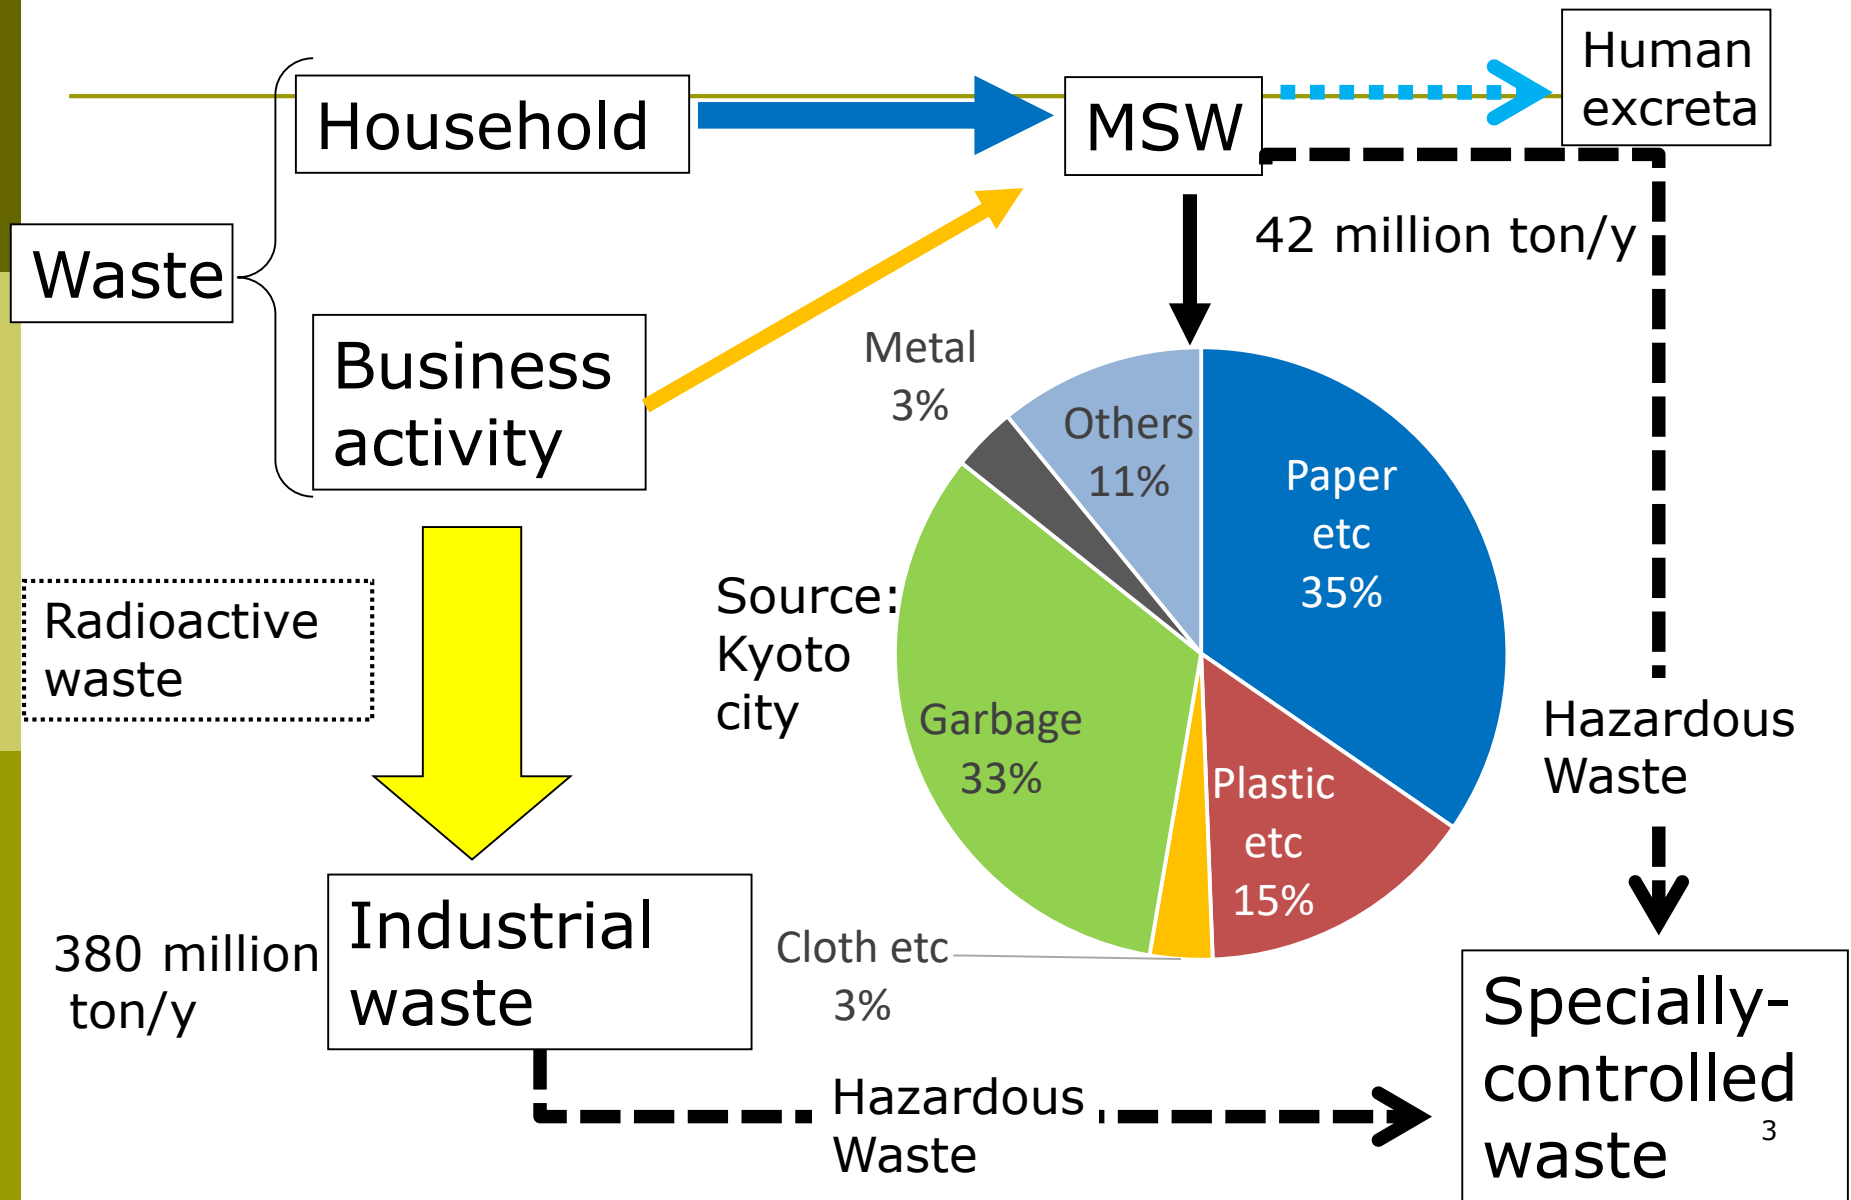 Human
excreta
Household
MSW
42 million ton/y
Waste
Business
activity
Metal
3%
Others
11%
Paper
etc
35%
Radioactive
waste
Source:
Kyoto
city
Garbage
33%
Plastic
etc
15%
Hazardous
Waste
Cloth etc
3%
380 million
ton/y
Industrial
waste
Hazardous
Waste
Specially-
controlled
waste
3